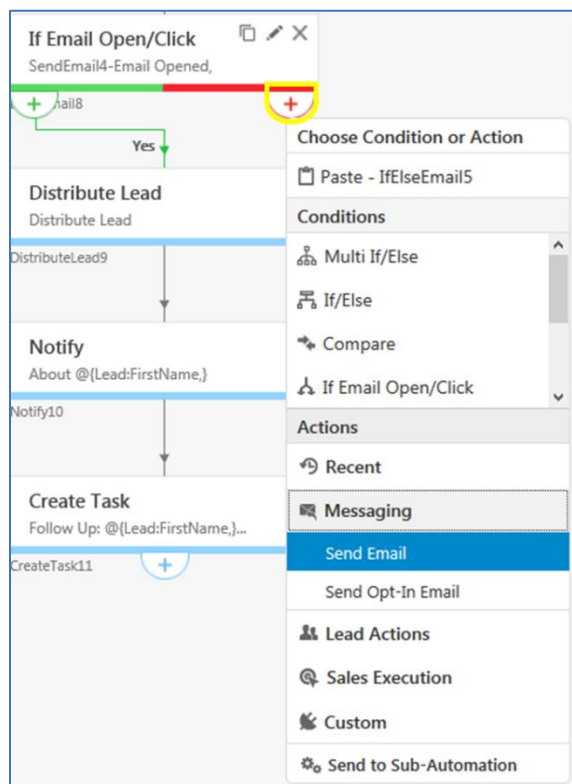 If Email Open/Click
SendEmail4-Email Opened,
mail8
Yes
Distribute Lead
Distribute Lead
DistributeLead9
Notify
About @{Lead:FirstName,}
Notify10
Create Task
Follow Up: @{Lead:FirstName,}...
CreateTask11
Choose Condition or Action
Paste - IfElseEmail5
Conditions
Multi If/Else
If/Else
Compare
If Email Open/Click
Actions
Recent
Messaging
Send Email
Send Opt-In Email
Lead Actions
Sales Execution
Custom
Send to Sub-Automation